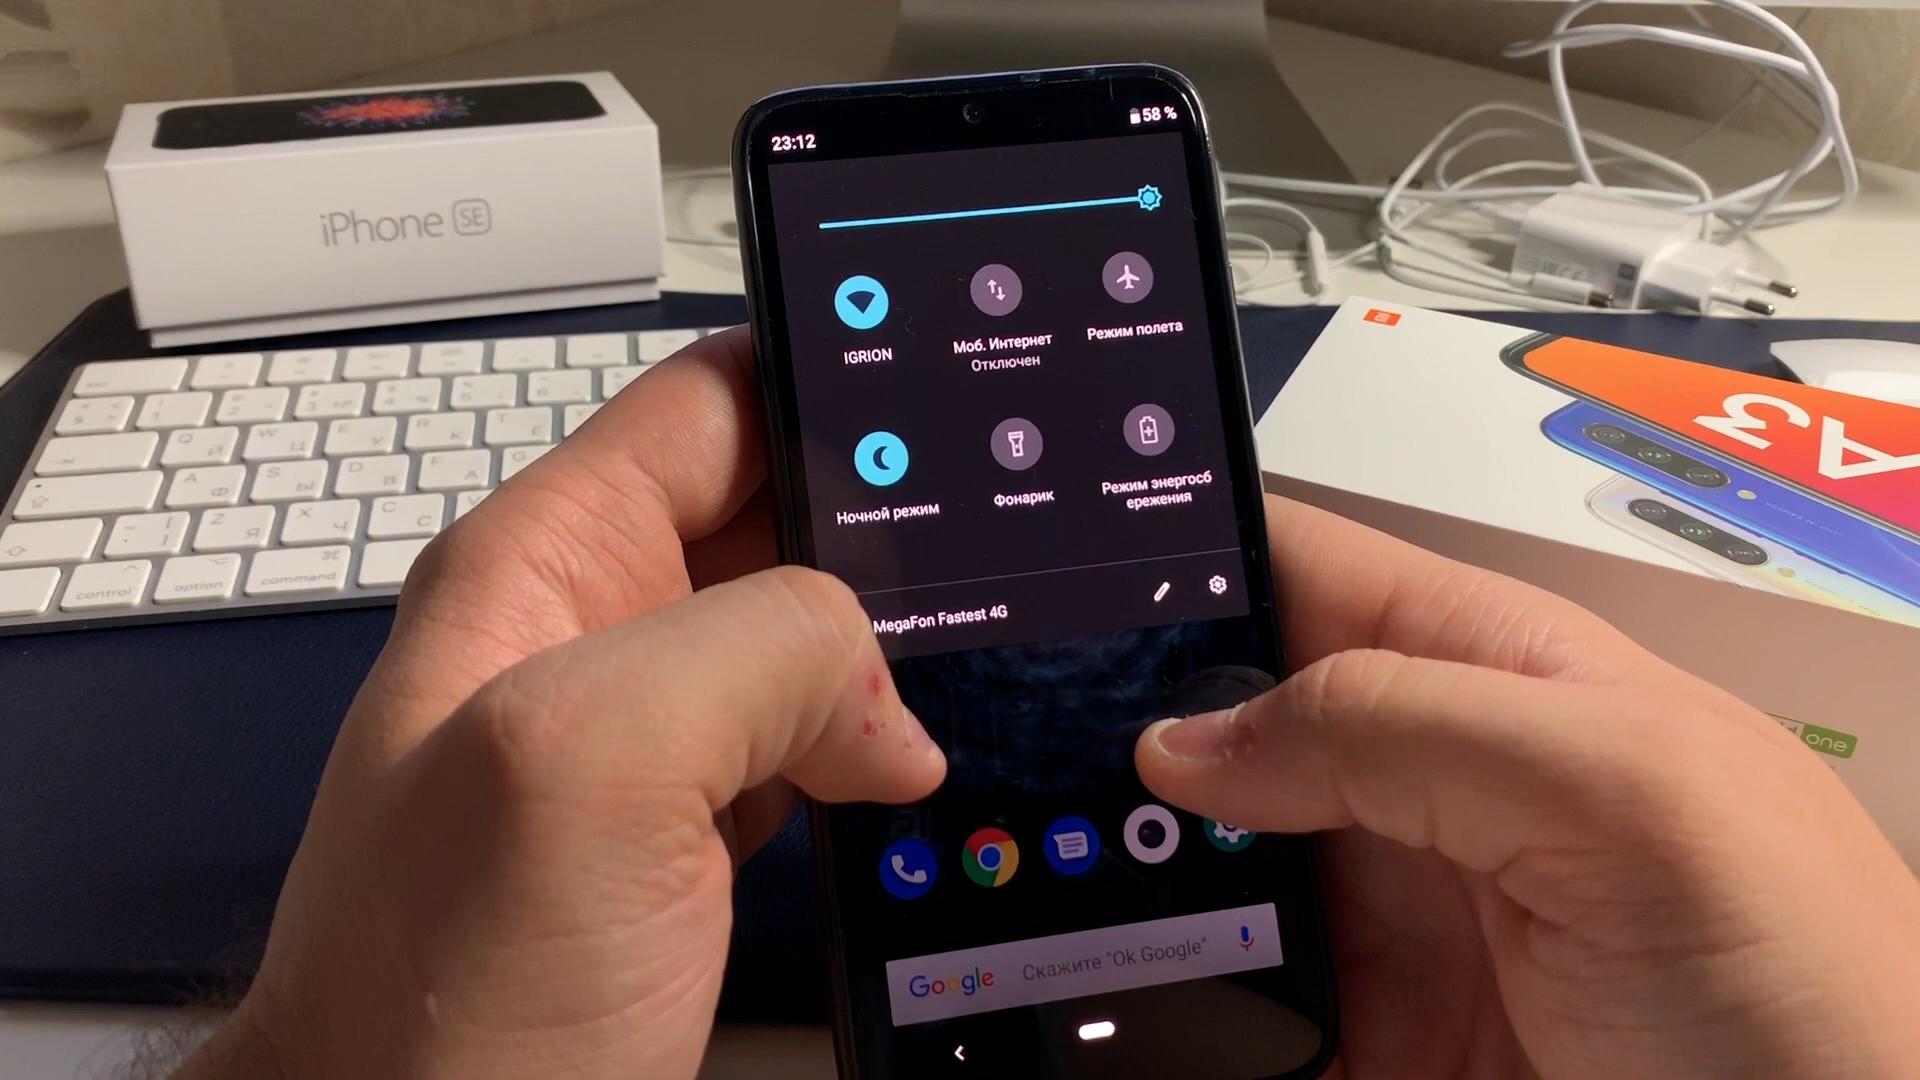 iPhone SE
23:12
58 %
IGRION
Моб. Интернет
Отключен
Режим полета
Ночной режим
Фонарик
Режим энергосб
ережения
MegaFon Fastest 4G
Google Скажите "Ok Google"
A3
one
Q Й
W Ц
E У
R К
T Е
A Ф
S Ы
D В
F А
G
Z Я
X Ч
C С
V
control
option
command